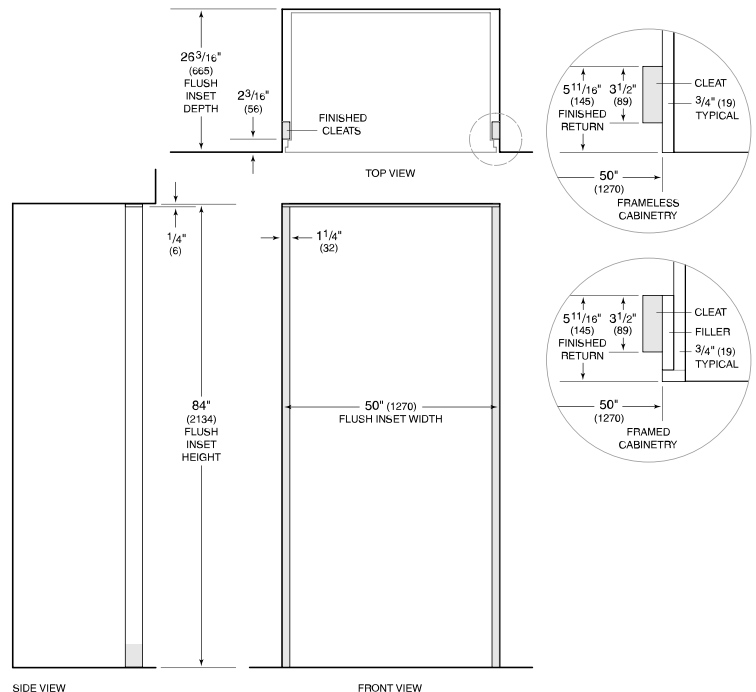 26 3/16"
(665)
FLUSH
INSET
DEPTH
2 3/16"
(56)
FINISHED
CLEATS
TOP VIEW
5 11/16"
(145)
FINISHED
RETURN
3 1/2"
(89)
CLEAT
3/4" (19)
TYPICAL
50"
(1270)
FRAMELESS
CABINETRY
1/4"
(6)
1 1/4"
(32)
84"
(2134)
FLUSH
INSET
HEIGHT
50" (1270)
FLUSH INSET WIDTH
5 11/16"
(145)
FINISHED
RETURN
3 1/2"
(89)
CLEAT
FILLER
3/4" (19)
TYPICAL
50"
(1270)
FRAMED
CABINETRY
SIDE VIEW
FRONT VIEW